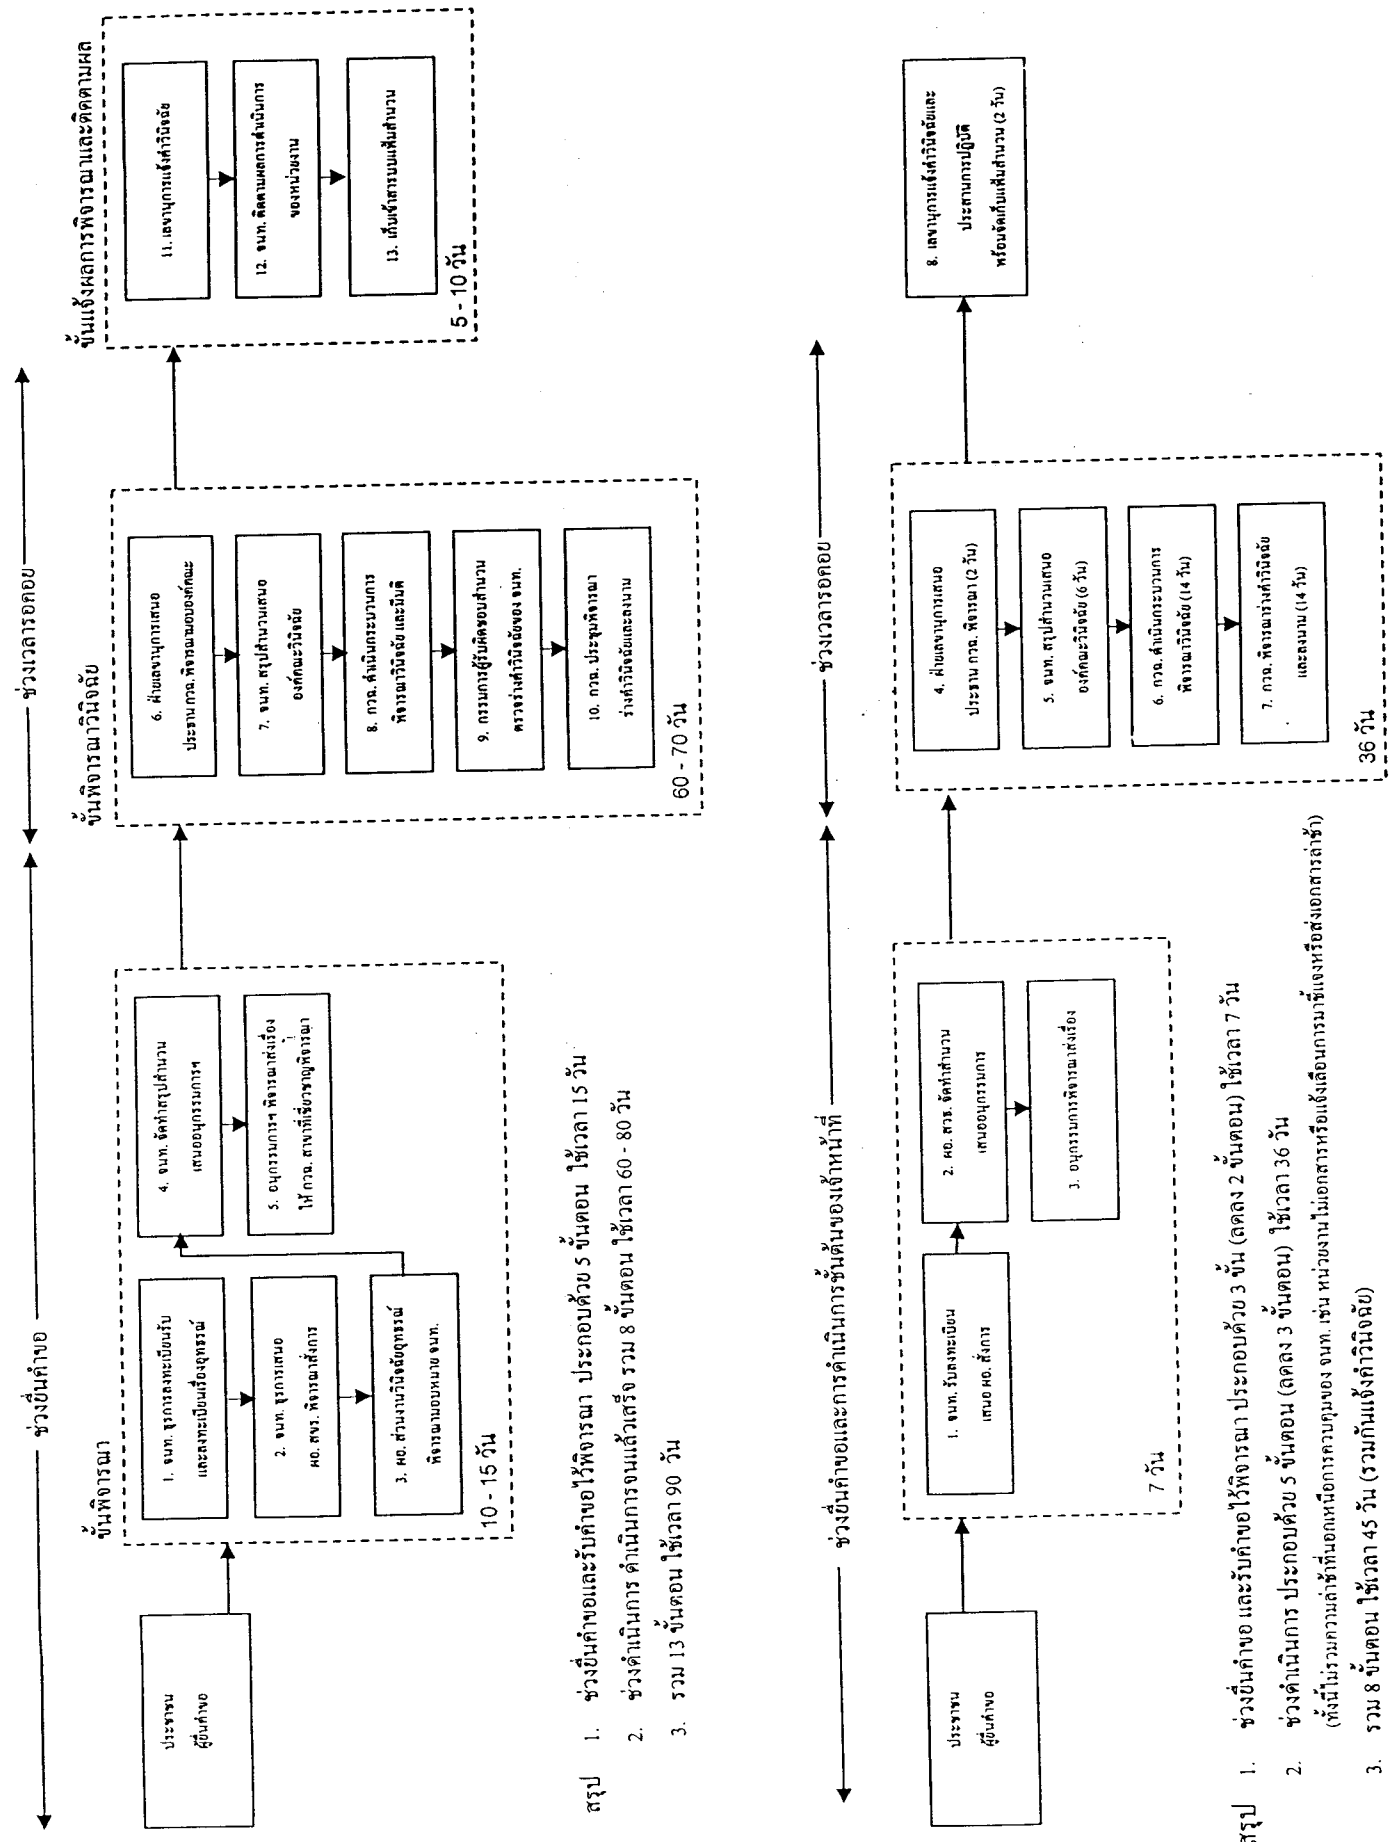 ช่วงยื่นคำขอ
ช่วงเวลารอคอย
ขั้นพิจารณา
ขั้นพิจารณาวินิจฉัย
ขั้นแจ้งผลการพิจารณาและติดตามผล
ประชาชน
ผู้ยื่นคำขอ
1. จนท. ธุรการลงทะเบียนรับ
และลงทะเบียนเรื่องอุทธรณ์
2. จนท. ธุรการเสนอ
ผอ. สขร. พิจารณาสั่งการ
3. ผอ. ส่วนงานวินิจฉัยอุทธรณ์
พิจารณามอบหมาย จนท.
4. จนท. จัดทำสรุปสำนวน
เสนออนุกรรมการฯ
5. อนุกรรมการฯ พิจารณาส่งเรื่อง
ให้ กวฉ. สาขาที่เชี่ยวชาญพิจารณา
10 - 15 วัน
6. ฝ่ายเลขานุการเสนอ
ประธานกวฉ. พิจารณามอบองค์คณะ
7. จนท. สรุปสำนวนเสนอ
องค์คณะวินิจฉัย
8. กวฉ. ดำเนินกระบวนการ
พิจารณาวินิจฉัย และมีมติ
9. กรรมการผู้รับผิดชอบสำนวน
ตรวจร่างคำวินิจฉัยของ จนท.
10. กวฉ. ประชุมพิจารณา
ร่างคำวินิจฉัยและลงนาม
60 - 70 วัน
11. เลขานุการแจ้งคำวินิจฉัย
12. จนท. ติดตามผลการดำเนินการ
ของหน่วยงาน
13. เก็บเข้าสารบบแฟ้มสำนวน
5 - 10 วัน
สรุป 1. ช่วงยื่นคำขอและรับคำขอไว้พิจารณา ประกอบด้วย 5 ขั้นตอน ใช้เวลา 15 วัน
2. ช่วงดำเนินการ ดำเนินการจนแล้วเสร็จ รวม 8 ขั้นตอน ใช้เวลา 60 - 80 วัน
3. รวม 13 ขั้นตอน ใช้เวลา 90 วัน
ช่วงยื่นคำขอและการดำเนินการชั้นต้นของเจ้าหน้าที่
ช่วงเวลารอคอย
ประชาชน
ผู้ยื่นคำขอ
1. จนท. รับลงทะเบียน
เสนอ ผอ. สั่งการ
2. ผอ. สวธ. จัดทำสำนวน
เสนออนุกรรมการ
3. อนุกรรมการพิจารณาส่งเรื่อง
7 วัน
4. ฝ่ายเลขานุการเสนอ
ประธาน กวฉ. พิจารณา (2 วัน)
5. จนท. สรุปสำนวนเสนอ
องค์คณะวินิจฉัย (6 วัน)
6. กวฉ. ดำเนินกระบวนการ
พิจารณาวินิจฉัย (14 วัน)
7. กวฉ. พิจารณาร่างคำวินิจฉัย
และลงนาม (14 วัน)
36 วัน
8. เลขานุการแจ้งคำวินิจฉัยและ
ประสานการปฏิบัติ
พร้อมจัดเก็บแฟ้มสำนวน (2 วัน)
สรุป 1. ช่วงยื่นคำขอ และรับคำขอไว้พิจารณา ประกอบด้วย 3 ขั้น (ลดลง 2 ขั้นตอน) ใช้เวลา 7 วัน
2. ช่วงดำเนินการ ประกอบด้วย 5 ขั้นตอน (ลดลง 3 ขั้นตอน) ใช้เวลา 36 วัน
(ทั้งนี้ไม่รวมความล่าช้าที่นอกเหนือการควบคุมของ จนท. เช่น หน่วยงานไม่เอกสารหรือแจ้งเลื่อนการมาชี้แจงหรือส่งเอกสารล่าช้า)
3. รวม 8 ขั้นตอน ใช้เวลา 45 วัน (รวมกันแจ้งคำวินิจฉัย)